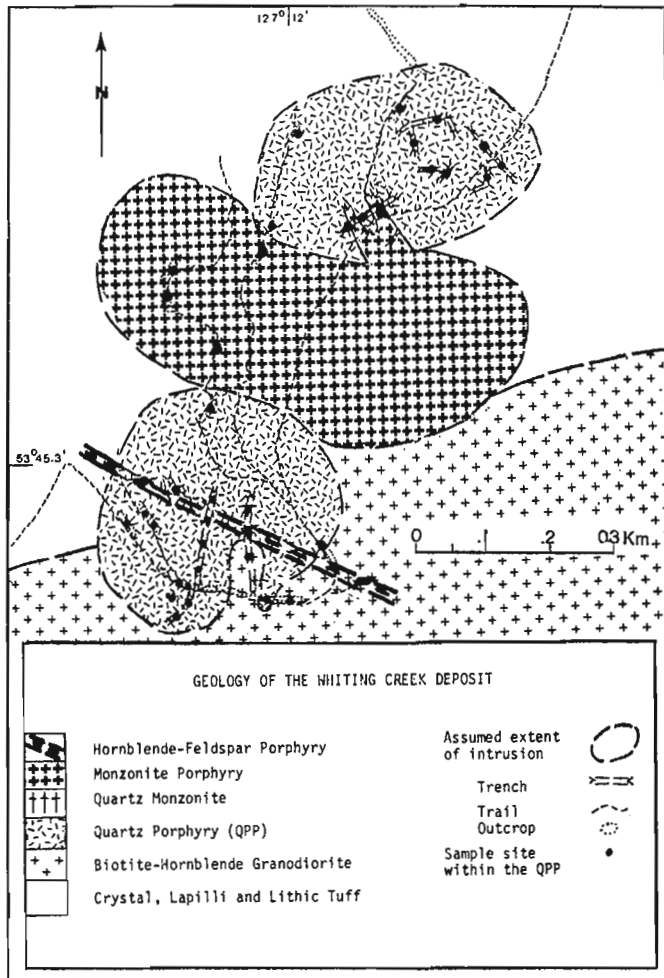 127° 12'
N
53°45.3'
0 .1 .2 03 Km
GEOLOGY OF THE WHITING CREEK DEPOSIT
Hornblende-Feldspar Porphyry
Monzonite Porphyry
Quartz Monzonite
Quartz Porphyry (QPP)
Biotite-Hornblende Granodiorite
Crystal, Lapilli and Lithic Tuff
Assumed extent
of intrusion
Trench
Trail
Outcrop
Sample site
within the QPP